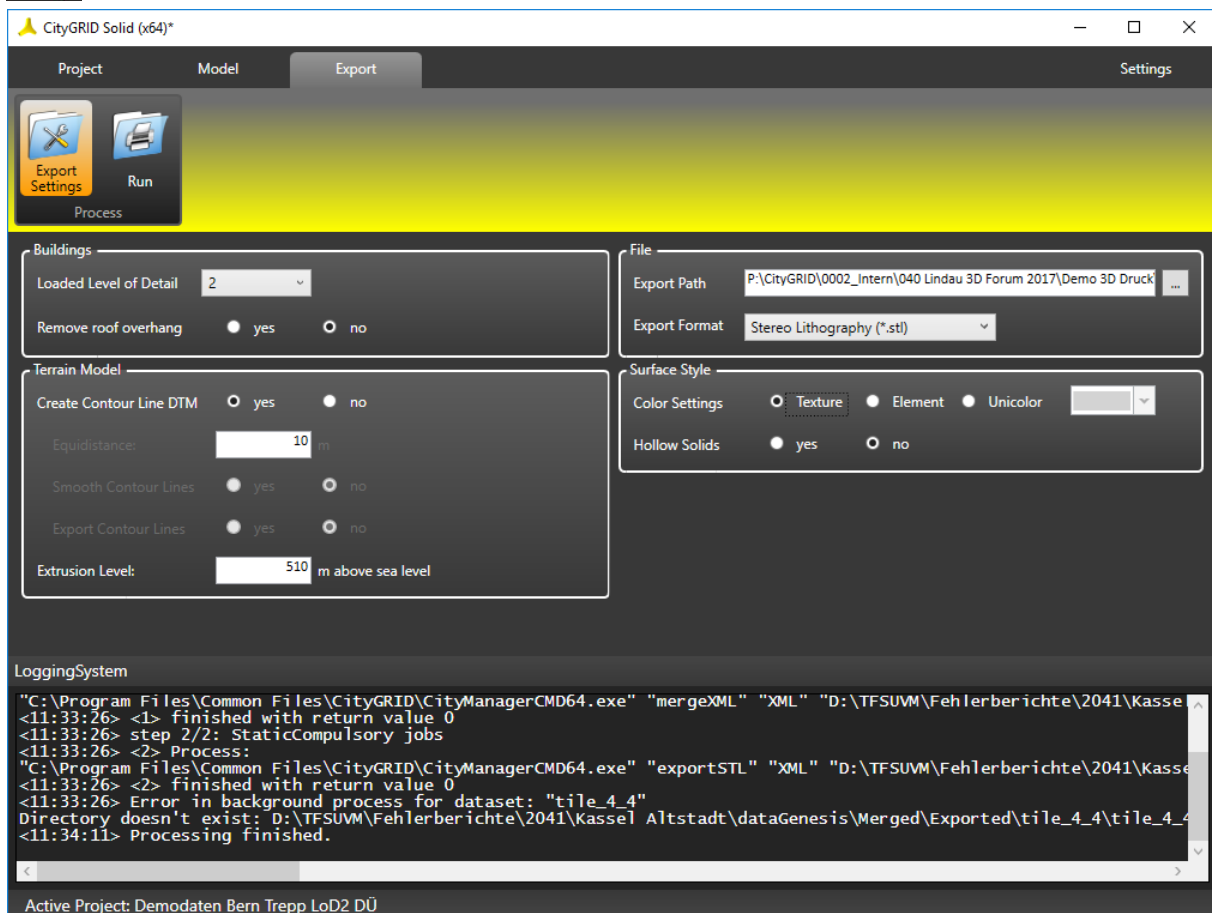 CityGRID Solid (x64)*
Project Model Export Settings
Export Settings
Run
Process
Buildings
Loaded Level of Detail 2
Remove roof overhang yes no
Terrain Model
Create Contour Line DTM yes no
Equidistance: 10 m
Smooth Contour Lines yes no
Export Contour Lines yes no
Extrusion Level: 510 m above sea level
File
Export Path P:\CityGRID\0002_Intern\040 Lindau 3D Forum 2017\Demo 3D Druck\ ...
Export Format Stereo Lithography (*.stl)
Surface Style
Color Settings Texture Element Unicolor
Hollow Solids yes no
LoggingSystem
"C:\Program Files\Common Files\CityGRID\CityManagerCMD64.exe" "mergeXML" "XML" "D:\TFSUVM\Fehlerberichte\2041\Kassel
<11:33:26> <1> finished with return value 0
<11:33:26> step 2/2: StaticCompulsory jobs
<11:33:26> <2> Process:
"C:\Program Files\Common Files\CityGRID\CityManagerCMD64.exe" "exportSTL" "XML" "D:\TFSUVM\Fehlerberichte\2041\Kasse
<11:33:26> <2> finished with return value 0
<11:33:26> Error in background process for dataset: "tile_4_4"
Directory doesn't exist: D:\TFSUVM\Fehlerberichte\2041\Kassel Altstadt\dataGenesis\Merged\Exported\tile_4_4\tile_4_4
<11:34:11> Processing finished.
Active Project: Demodaten Bern Trepp LoD2 DÜ